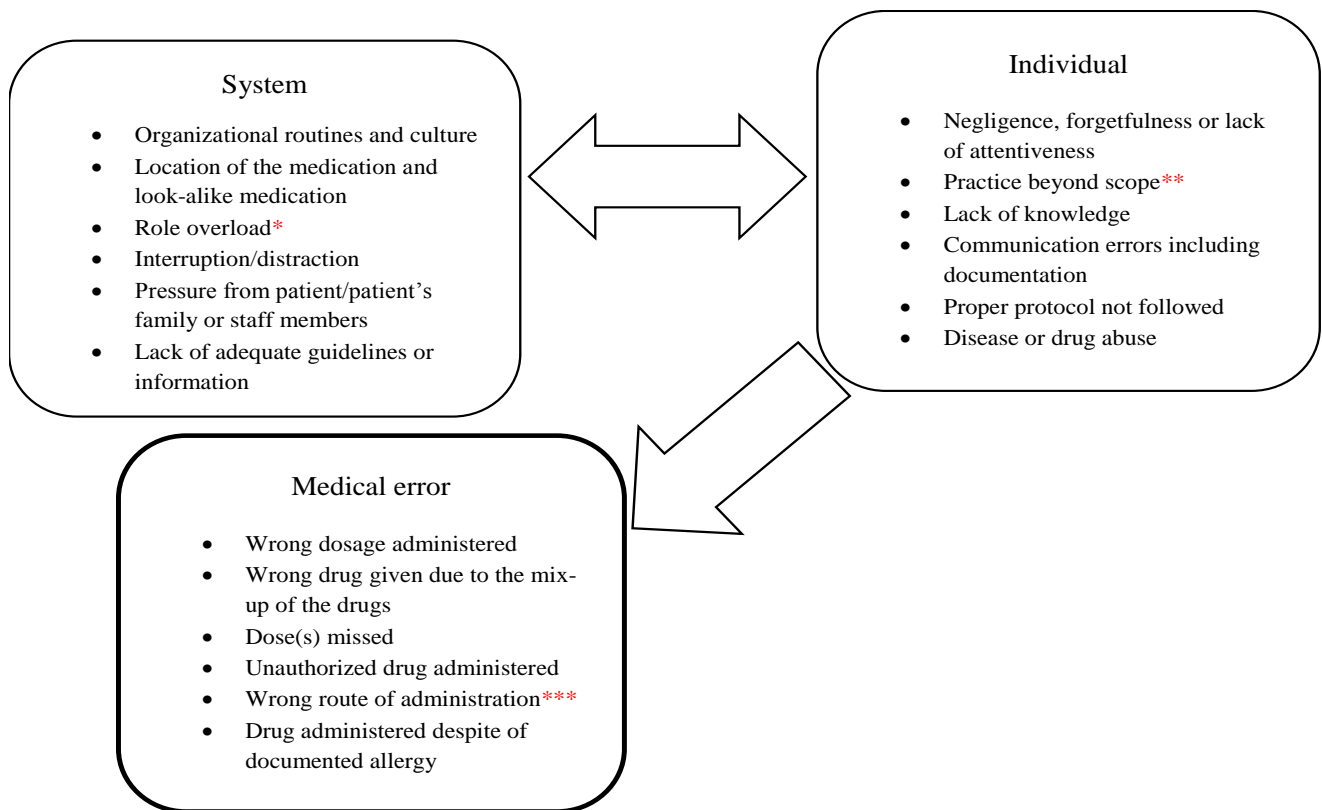 System
• Organizational routines and culture
• Location of the medication and
look-alike medication
• Role overload*
• Interruption/distraction
• Pressure from patient/patient’s
family or staff members
• Lack of adequate guidelines or
information
Individual
• Negligence, forgetfulness or lack
of attentiveness
• Practice beyond scope**
• Lack of knowledge
• Communication errors including
documentation
• Proper protocol not followed
• Disease or drug abuse
Medical error
• Wrong dosage administered
• Wrong drug given due to the mix-
up of the drugs
• Dose(s) missed
• Unauthorized drug administered
• Wrong route of administration***
• Drug administered despite of
documented allergy